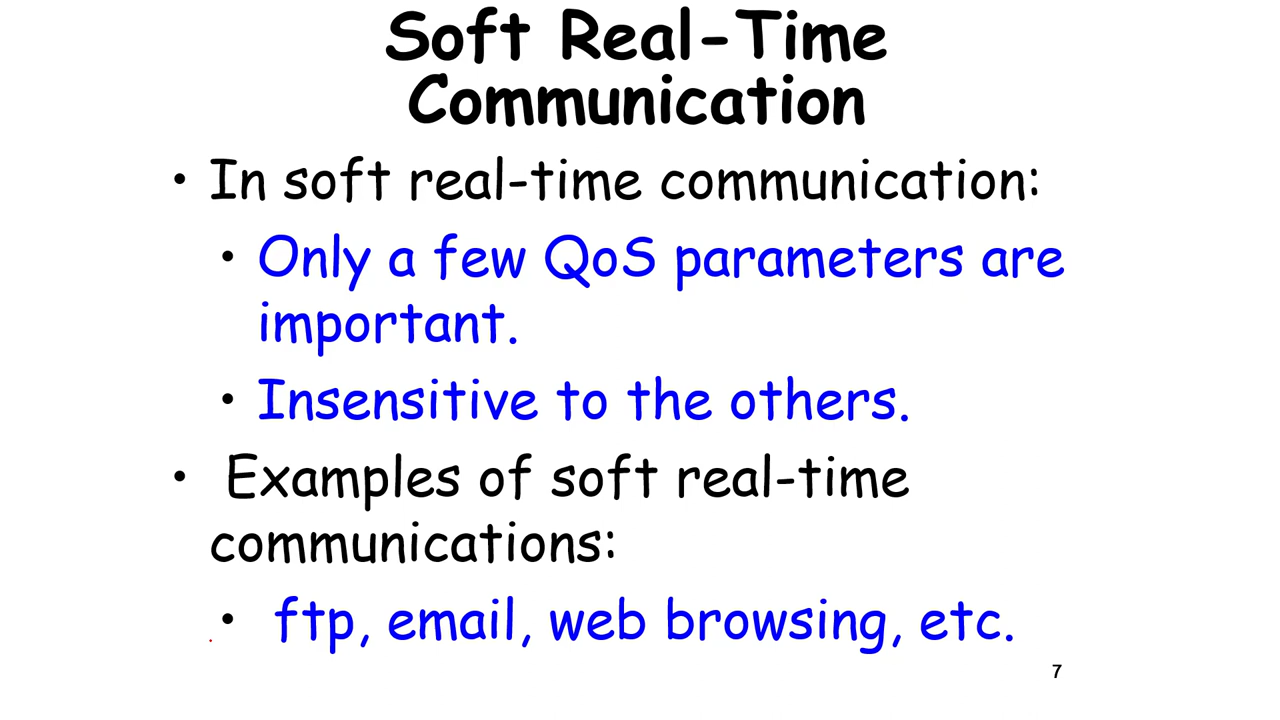 Soft Real-Time
Communication
• In soft real-time communication:
• Only a few QoS parameters are
important.
• Insensitive to the others.
• Examples of soft real-time
communications:
• ftp, email, web browsing, etc.
7